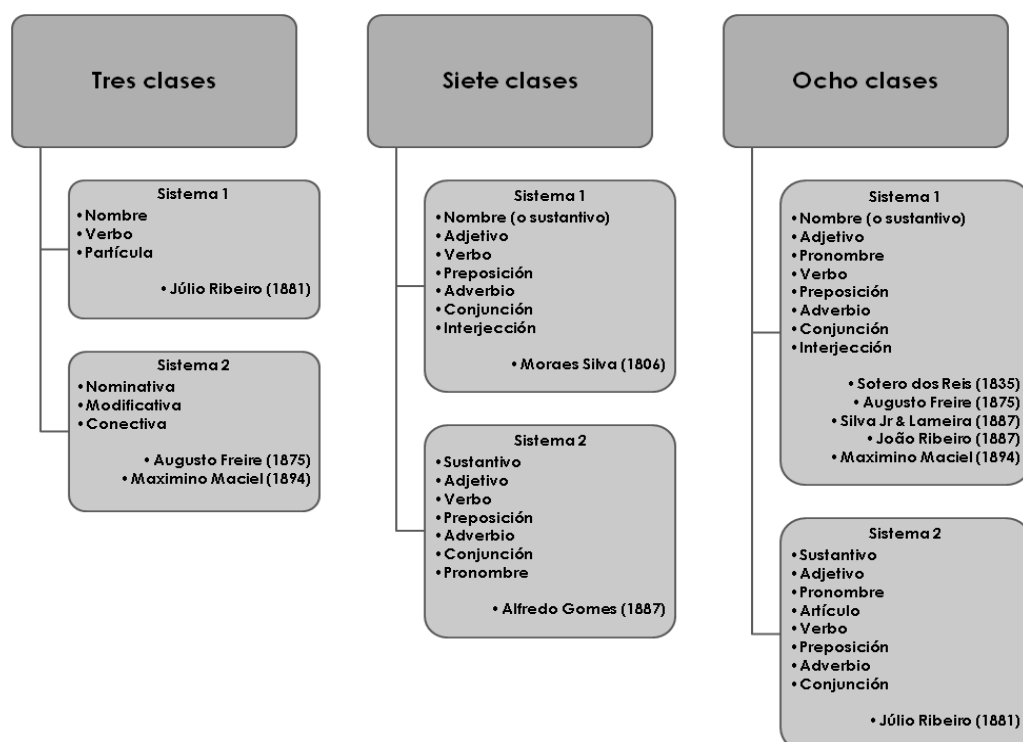 Tres clases
Sistema 1
• Nombre
• Verbo
• Partícula
• Júlio Ribeiro (1881)
Sistema 2
• Nominativa
• Modificativa
• Conectiva
• Augusto Freire (1875)
• Maximino Maciel (1894)
Siete clases
Sistema 1
• Nombre (o sustantivo)
• Adjetivo
• Verbo
• Preposición
• Adverbio
• Conjunción
• Interjección
• Moraes Silva (1806)
Sistema 2
• Sustantivo
• Adjetivo
• Verbo
• Preposición
• Adverbio
• Conjunción
• Pronombre
• Alfredo Gomes (1887)
Ocho clases
Sistema 1
• Nombre (o sustantivo)
• Adjetivo
• Pronombre
• Verbo
• Preposición
• Adverbio
• Conjunción
• Interjección
• Sotero dos Reis (1835)
• Augusto Freire (1875)
• Silva Jr & Lameira (1887)
• João Ribeiro (1887)
• Maximino Maciel (1894)
Sistema 2
• Sustantivo
• Adjetivo
• Pronombre
• Artículo
• Verbo
• Preposición
• Adverbio
• Conjunción
• Júlio Ribeiro (1881)